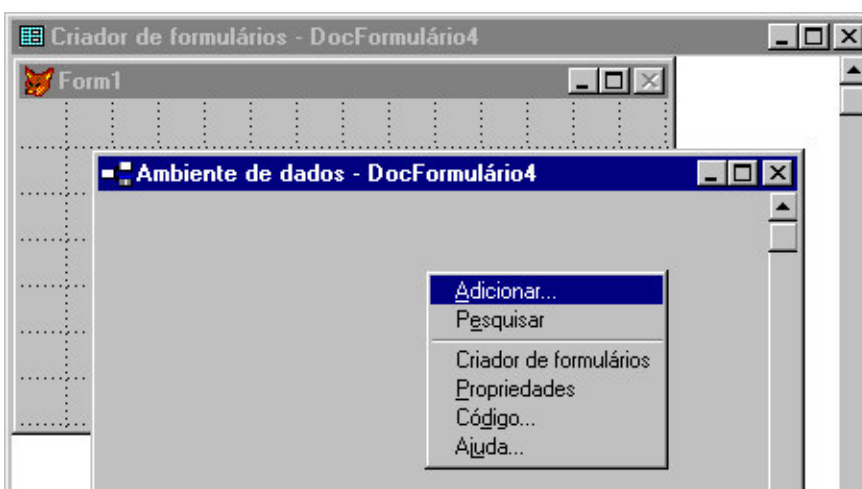 Criador de formulários - DocFormulário4
Form1
Ambiente de dados - DocFormulário4
Adicionar...
Pesquisar
Criador de formulários
Propriedades
Código...
Ajuda...